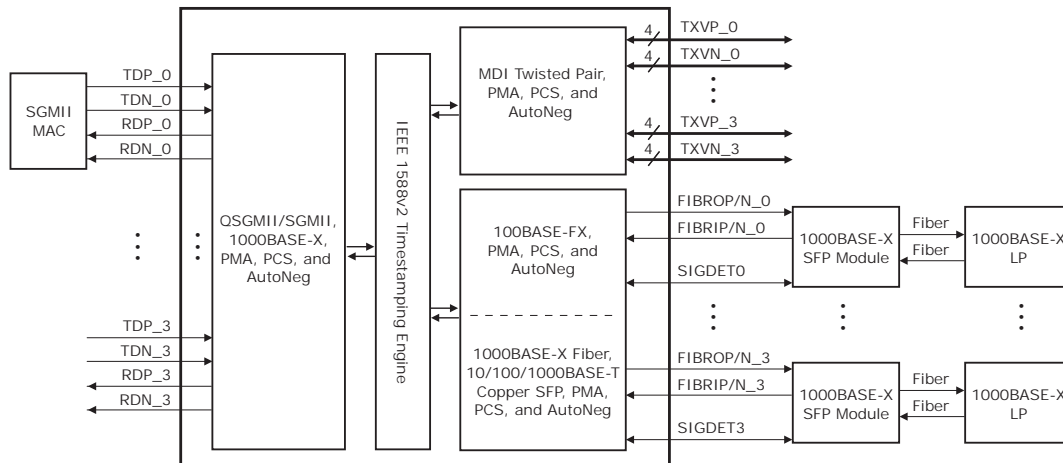 TDP_0
TDN_0
RDP_0
RDN_0
SGMII
MAC
TDP_3
TDN_3
RDP_3
RDN_3
QSGMII/SGMII,
1000BASE-X,
PMA, PCS, and
AutoNeg
IEEE 1588v2 Timestamping Engine
MDI Twisted Pair,
PMA, PCS, and
AutoNeg
4
TXVP_0
4
TXVN_0
4
TXVP_3
4
TXVN_3
100BASE-FX,
PMA, PCS, and
AutoNeg
1000BASE-X Fiber,
10/100/1000BASE-T
Copper SFP, PMA,
PCS, and AutoNeg
FIBROP/N_0
FIBRIP/N_0
SIGDET0
1000BASE-X
SFP Module
Fiber
Fiber
1000BASE-X
LP
FIBROP/N_3
FIBRIP/N_3
SIGDET3
1000BASE-X
SFP Module
Fiber
Fiber
1000BASE-X
LP